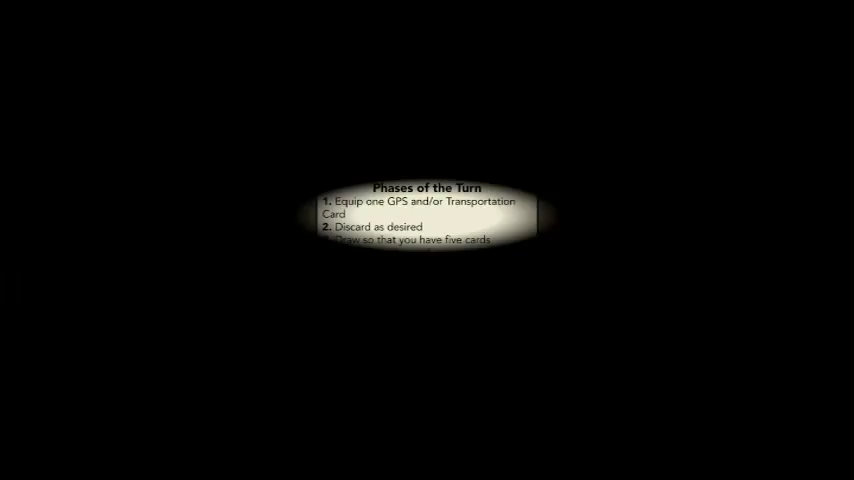 Phases of the Turn
1. Equip one GPS and/or Transportation
Card
2. Discard as desired
Draw so that you have five cards